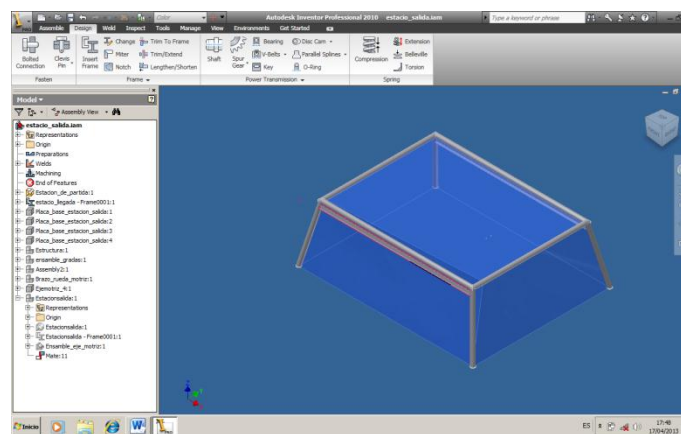 Color
Autodesk Inventor Professional 2010 estacio_salida.iam
Type a keyword or phrase
Assemble Design Weld Inspect Tools Manage View Environments Get Started
Bolted Connection
Clevis Pin
Insert Frame
Change
Miter
Notch
Trim To Frame
Trim/Extend
Lengthen/Shorten
Shaft
Spur Gear
Bearing
V-Belts
Key
Disc Cam
Parallel Splines
O-Ring
Compression
Extension
Belleville
Torsion
Fasten
Frame
Power Transmission
Spring
Model
Assembly View
estacio_salida.iam
Representations
Origin
Preparations
Welds
Machining
End of Features
Estacion_de_partida:1
estacio_llegada - Frame0001:1
Placa_base_estacion_salida:1
Placa_base_estacion_salida:2
Placa_base_estacion_salida:3
Placa_base_estacion_salida:4
Estructura:1
ensamble_gradas:1
Assembly2:1
Brazo_rueda_motriz:1
Ejemotriz_4:1
Estacionsalida:1
Representations
Origin
Estacionsalida:1
Estacionsalida - Frame0001:1
Ensamble_eje_motriz:1
Mate:11
Inicio
ES
17:48
17/04/2013